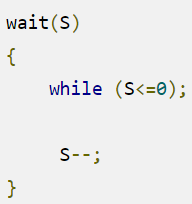 wait(S)
{
while (S<=0);
S--;
}